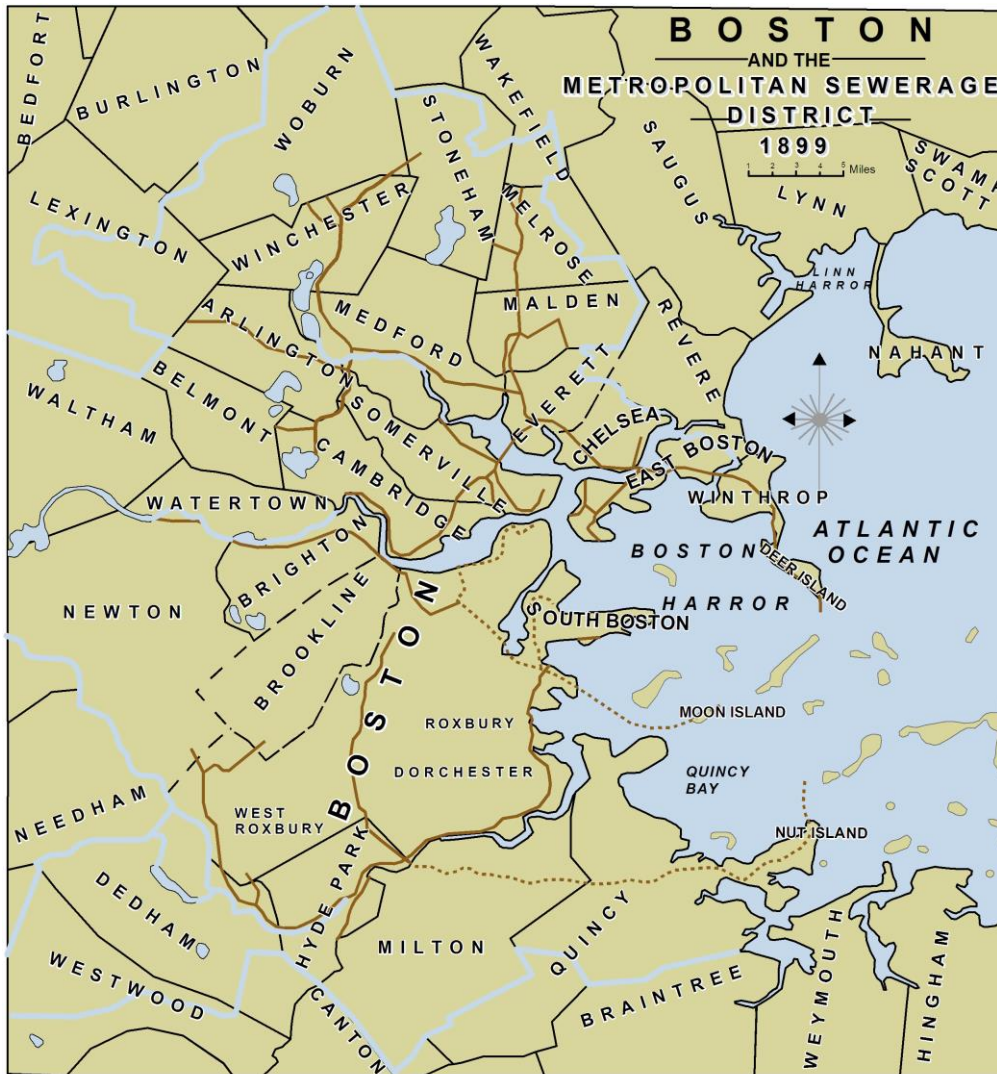 BOSTON
AND THE
METROPOLITAN SEWERAGE
DISTRICT
1899
1 2 3 4 5 Miles
BEDFORT
BURLINGTON
WOBURN
STONEHAM
WAKEFIELD
SAUGUS
LYNN
SWAMP
SCOTT
LEXINGTON
WINCHESTER
MELROSE
LINN
HARROR
ARLINGTON
MEDFORD
MALDEN
REVERE
NAHANT
WALTHAM
BELMONT
SOMERVILLE
EVERETT
CHELSEA
CAMBRIDGE
EAST BOSTON
WATERTOWN
WINTHROP
ATLANTIC
OCEAN
BRIGHTON
BOSTON
HARROR
DEER ISLAND
NEWTON
BROOKLINE
BOSTON
SOUTH BOSTON
MOON ISLAND
ROXBURY
DORCHESTER
QUINCY
BAY
NEEDHAM
WEST
ROXBURY
NUT ISLAND
DEDHAM
HYDE PARK
MILTON
QUINCY
WESTWOOD
CANTON
BRAINTREE
WEYMOUTH
HINGHAM